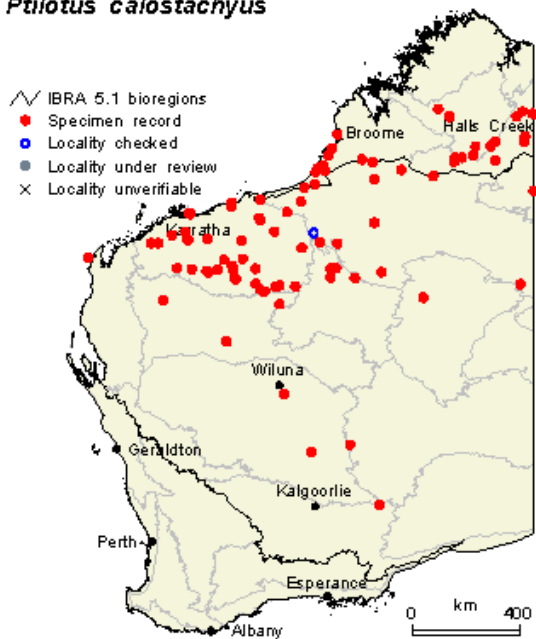 Ptilotus calostachyus
IBRA 5.1 bioregions
Specimen record
Locality checked
Locality under review
Locality unverifiable
Broome
Halls Creek
Karratha
Wiluna
Geraldton
Kalgoorlie
Perth
Esperance
Albany
km
0 400